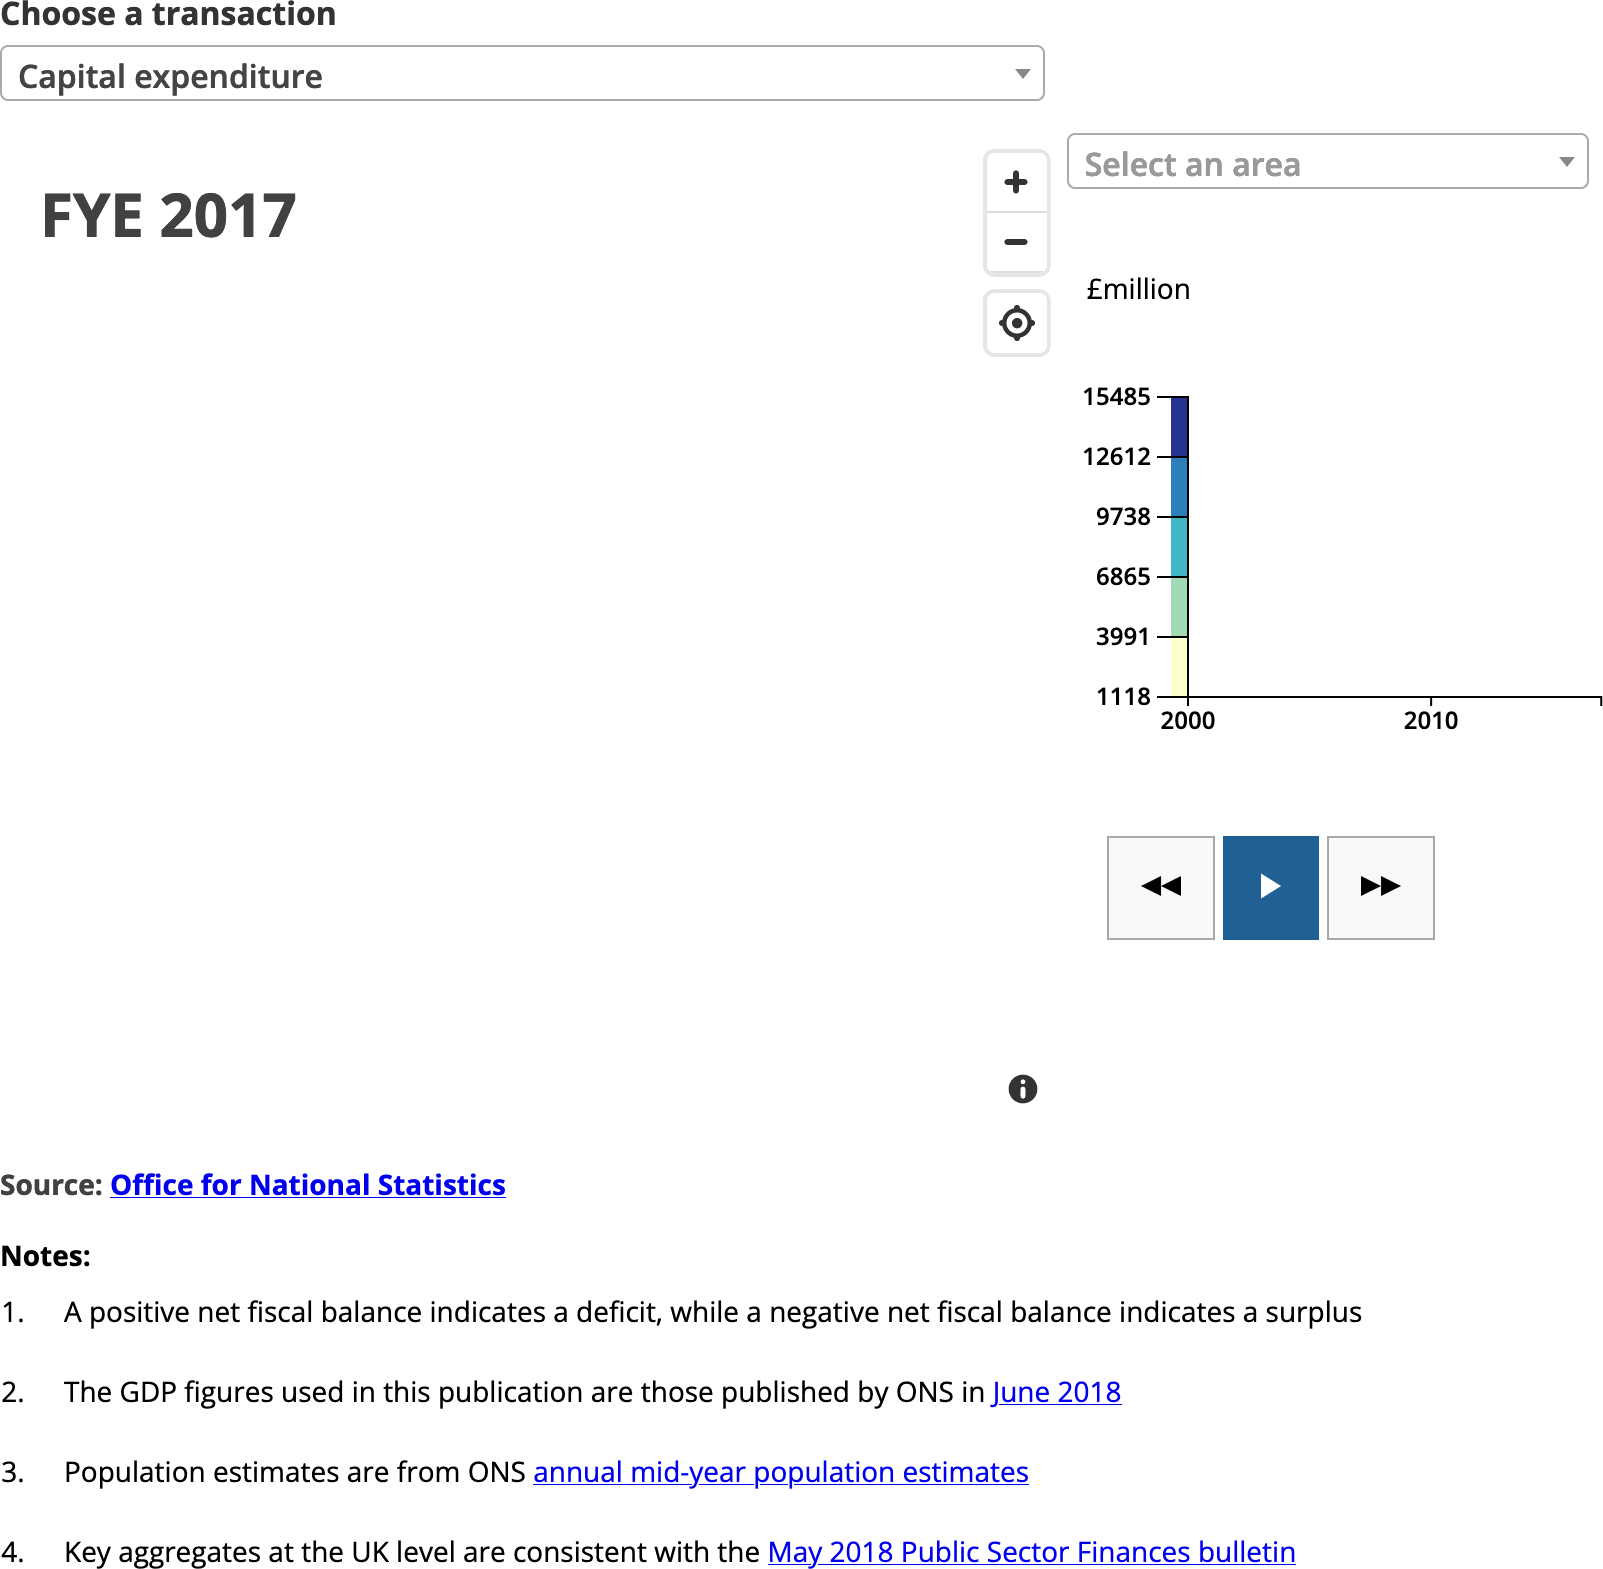 Choose a transaction
Capital expenditure
Select an area
FYE 2017
£million
15485
12612
9738
6865
3991
1118
2000 2010
Source: Office for National Statistics
Notes:
1. A positive net fiscal balance indicates a deficit, while a negative net fiscal balance indicates a surplus
2. The GDP figures used in this publication are those published by ONS in June 2018
3. Population estimates are from ONS annual mid-year population estimates
4. Key aggregates at the UK level are consistent with the May 2018 Public Sector Finances bulletin